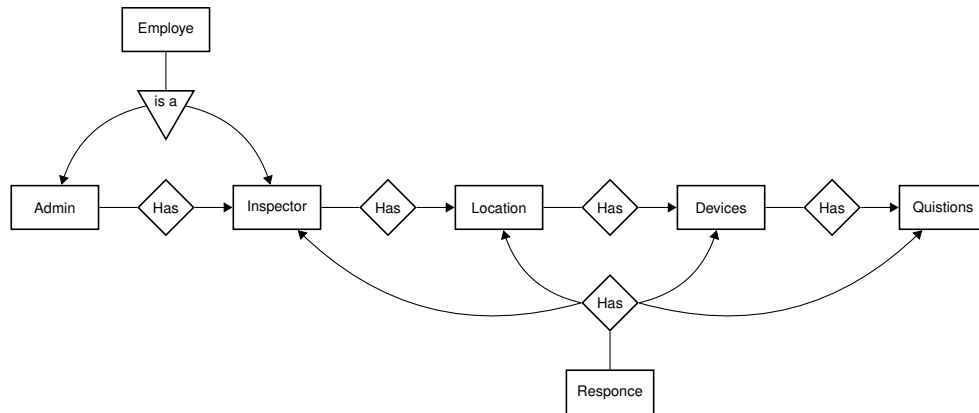 Employe
is a
Admin
Has
Inspector
Has
Location
Has
Devices
Has
Quistions
Has
Responce